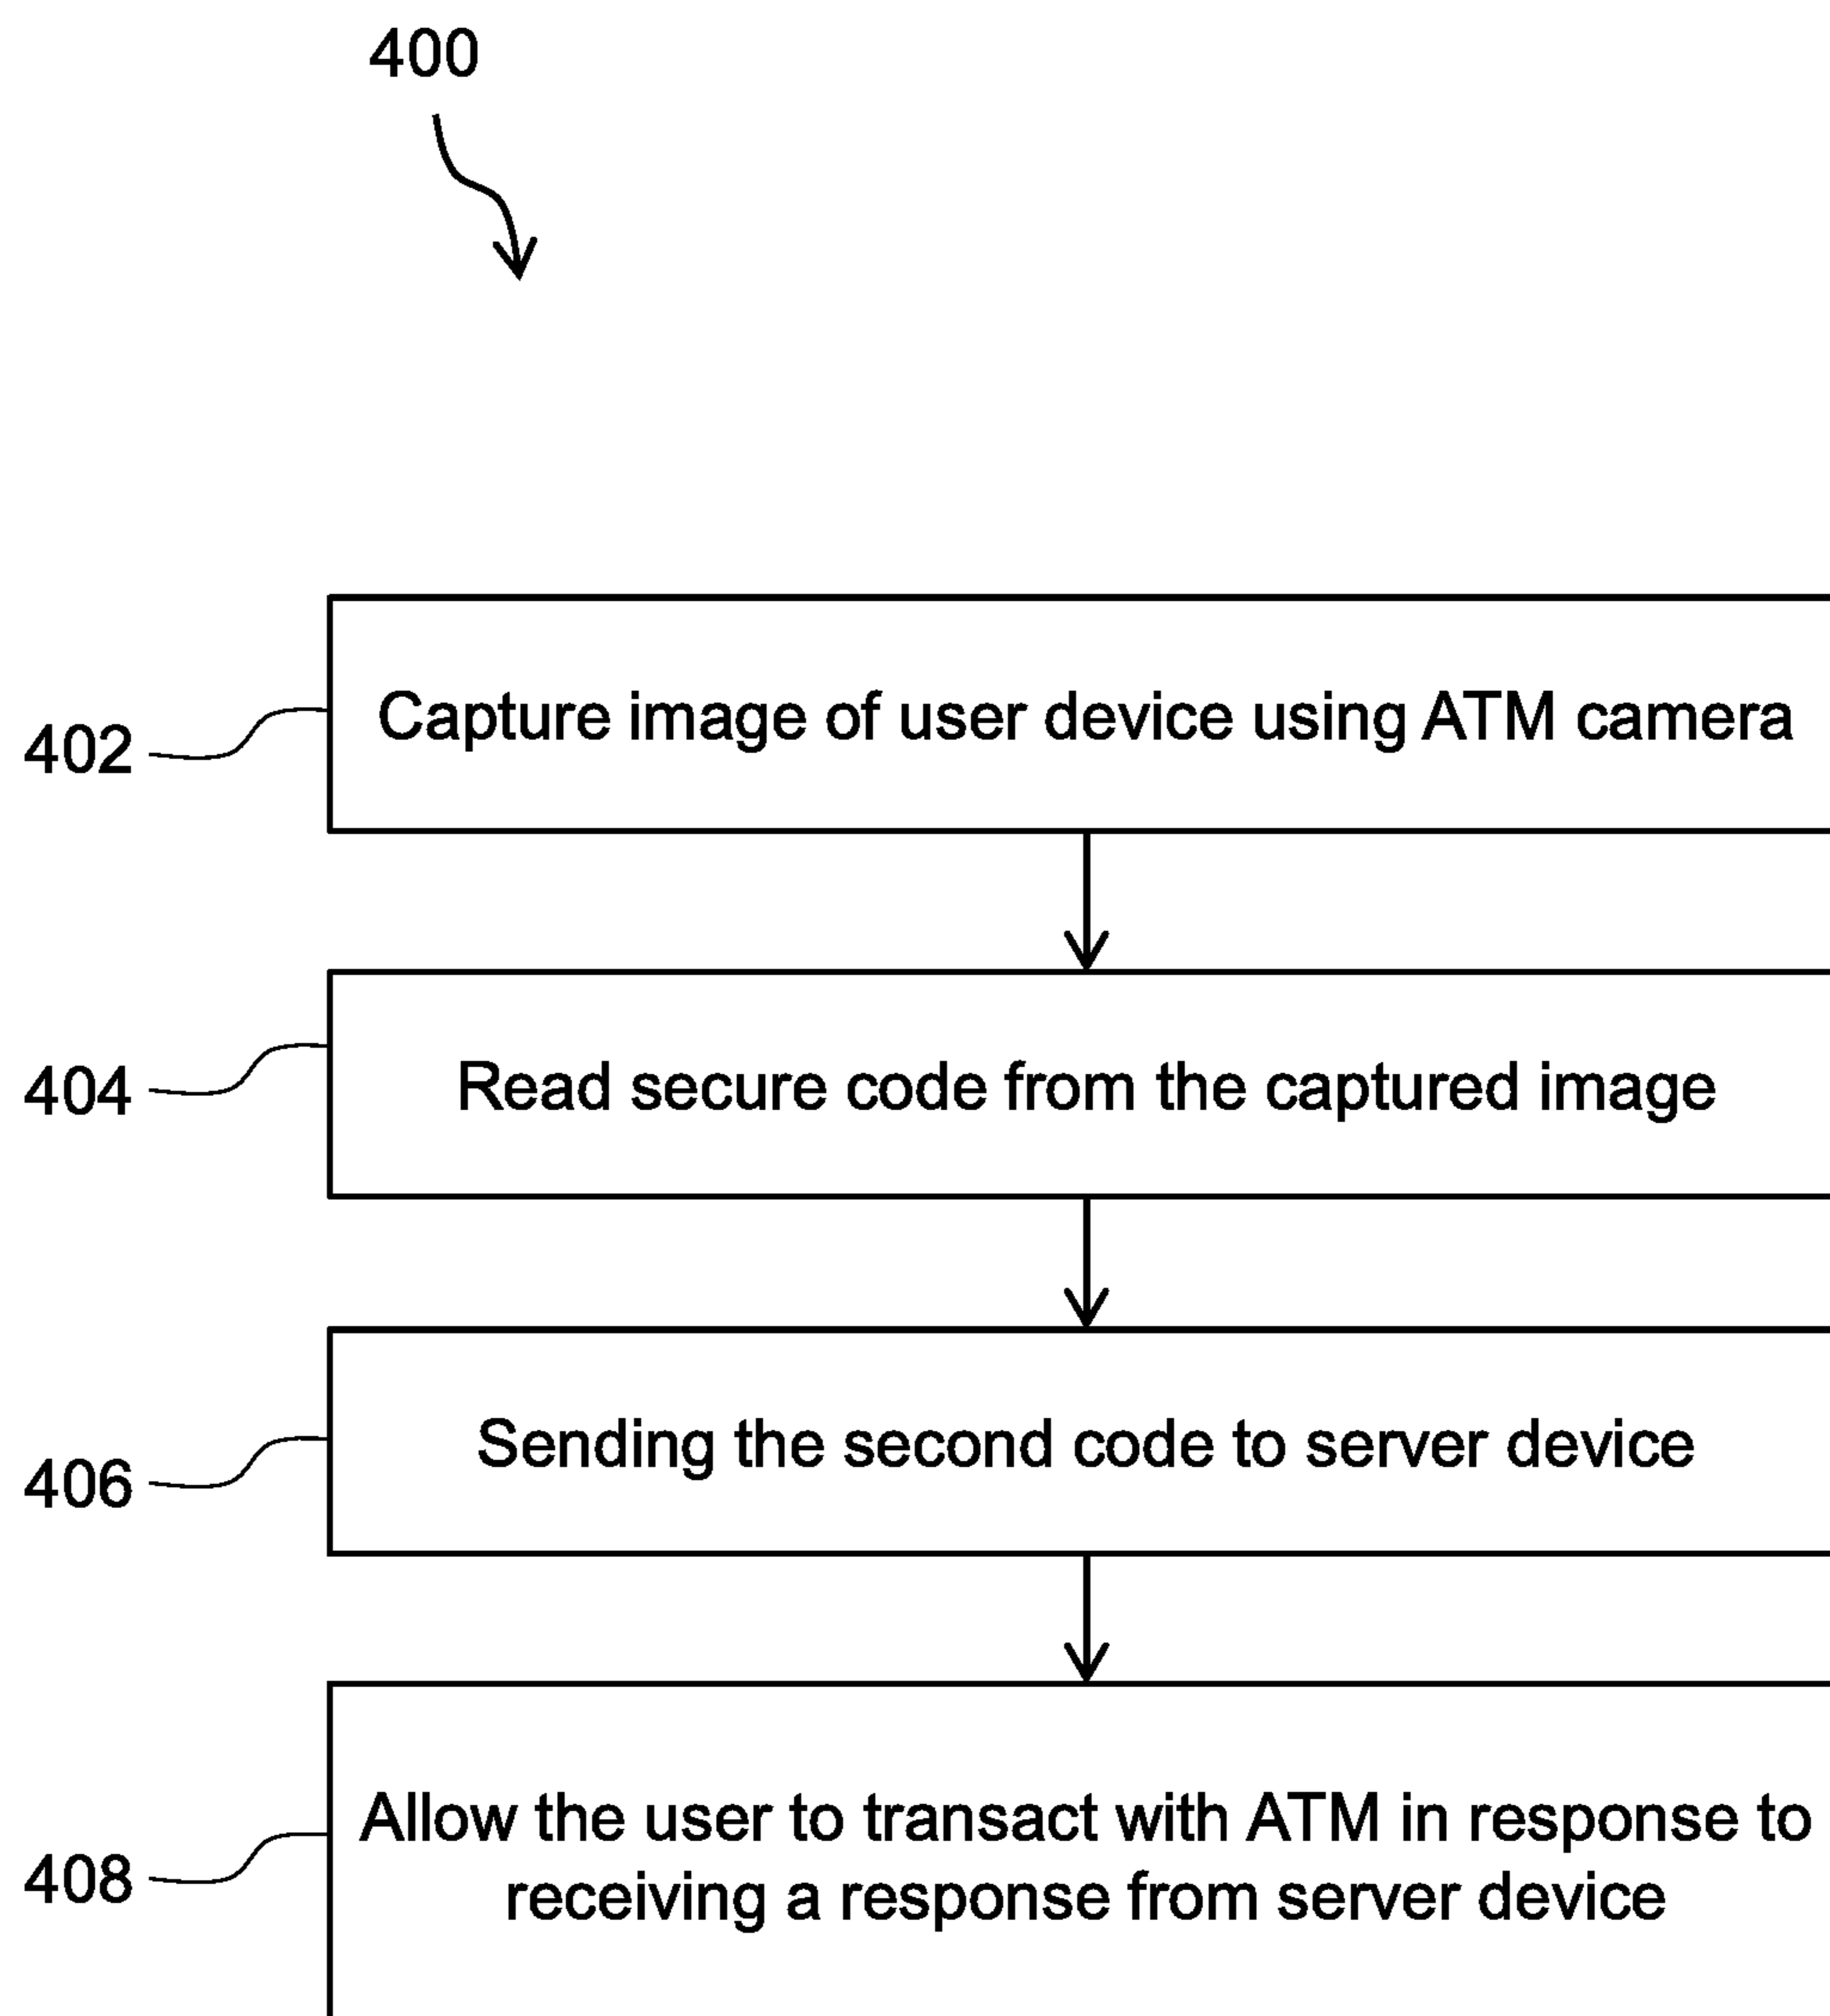 400
402
Capture image of user device using ATM camera
404
Read secure code from the captured image
406
Sending the second code to server device
408
Allow the user to transact with ATM in response to
receiving a response from server device